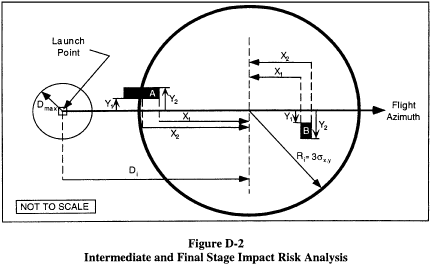 Launch
Point
D max
A
Y₁
Y₂
X₁
X₂
X₂
X₁
Y₁
B
Y₂
Flight
Azimuth
R₁= 3σx,y
D i
NOT TO SCALE
Figure D-2
Intermediate and Final Stage Impact Risk Analysis